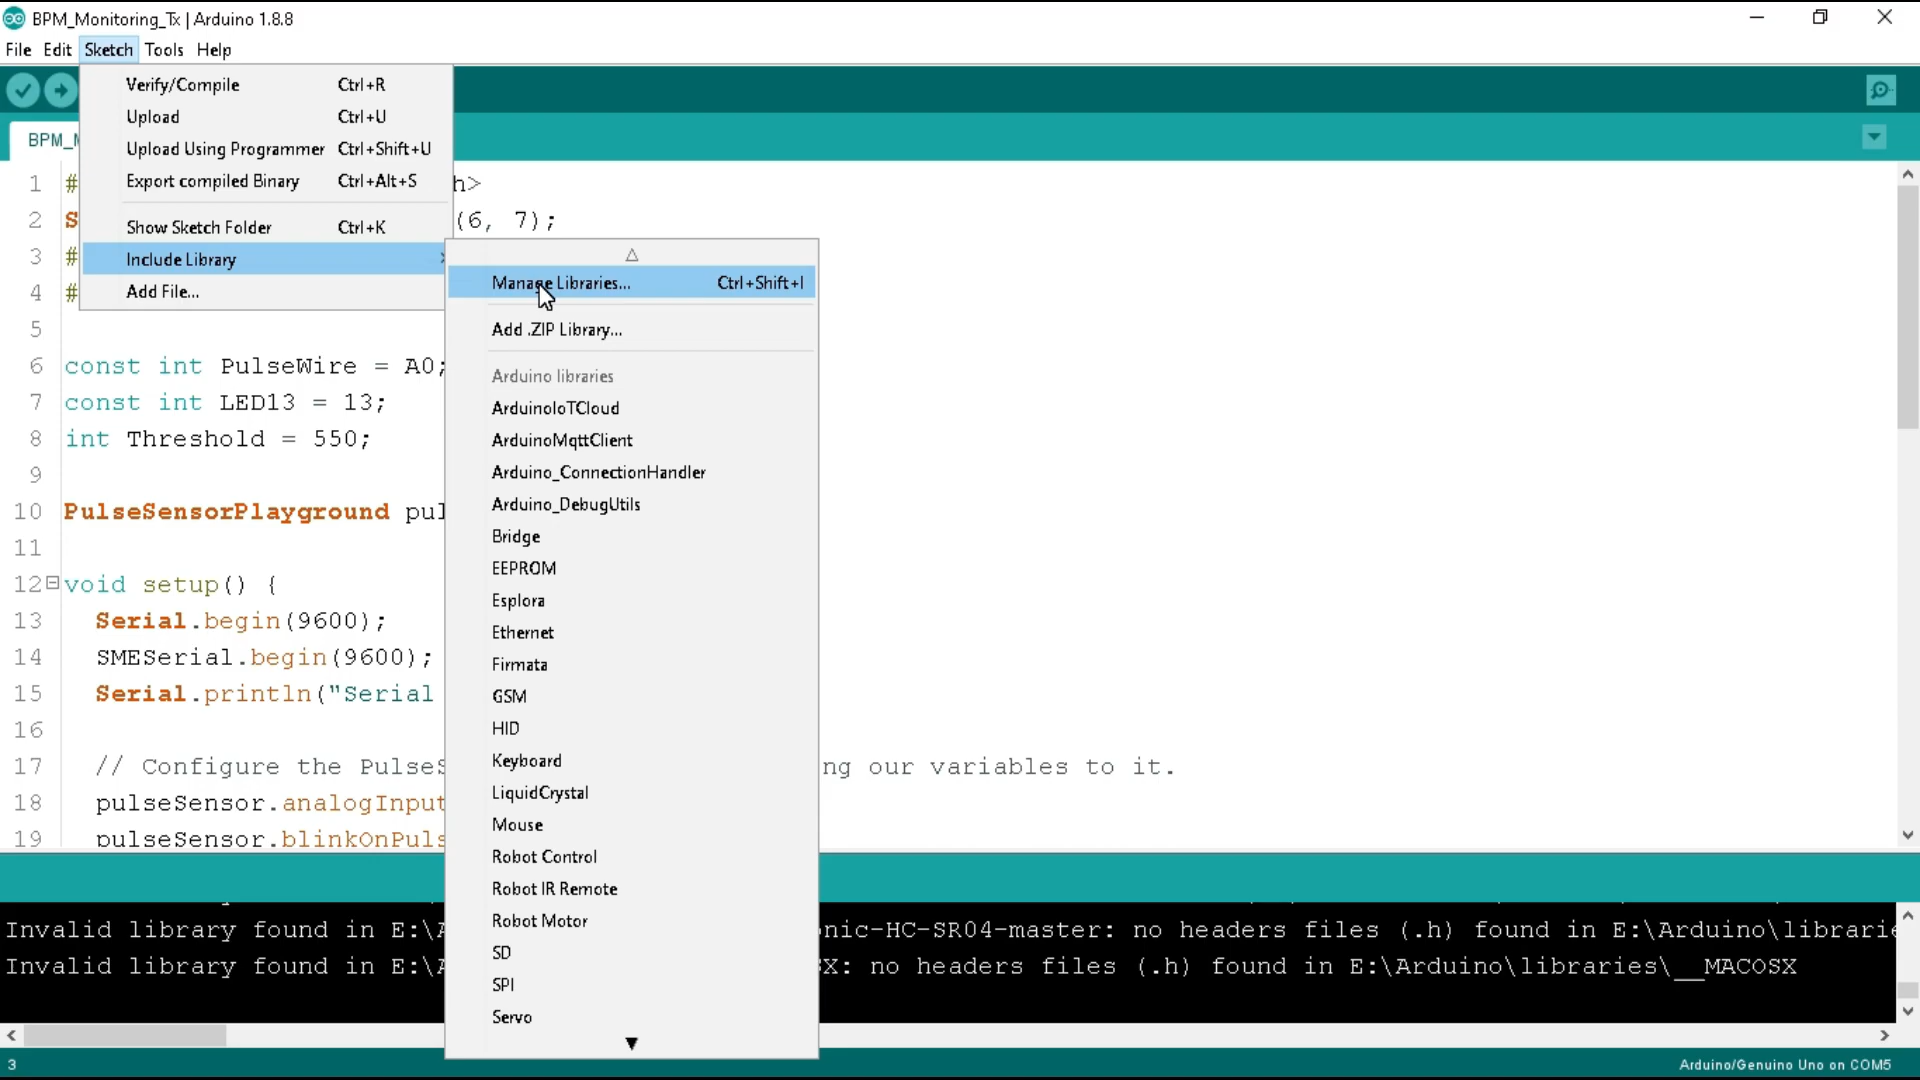 BPM_Monitoring_Tx | Arduino 1.8.8
File Edit Sketch Tools Help
Verify/Compile Ctrl+R
Upload Ctrl+U
Upload Using Programmer Ctrl+Shift+U
Export compiled Binary Ctrl+Alt+S
Show Sketch Folder Ctrl+K
Include Library
Add File...
Manage Libraries... Ctrl+Shift+I
Add .ZIP Library...
Arduino libraries
ArduinoIoTCloud
ArduinoMqttClient
Arduino_ConnectionHandler
Arduino_DebugUtils
Bridge
EEPROM
Esplora
Ethernet
Firmata
GSM
HID
Keyboard
LiquidCrystal
Mouse
Robot Control
Robot IR Remote
Robot Motor
SD
SPI
Servo
BPM_M
1 # h>
2 S (6, 7);
3 #
4 #
5
6 const int PulseWire = A0;
7 const int LED13 = 13;
8 int Threshold = 550;
9
10 PulseSensorPlayground pul
11
12 void setup() {
13 Serial.begin(9600);
14 SMESerial.begin(9600);
15 Serial.println("Serial
16
17 // Configure the PulseS ng our variables to it.
18 pulseSensor.analogInput
19 pulseSensor.blinkOnPuls
Invalid library found in E:\A nic-HC-SR04-master: no headers files (.h) found in E:\Arduino\librarie
Invalid library found in E:\A X: no headers files (.h) found in E:\Arduino\libraries\__MACOSX
3 Arduino/Genuino Uno on COM5